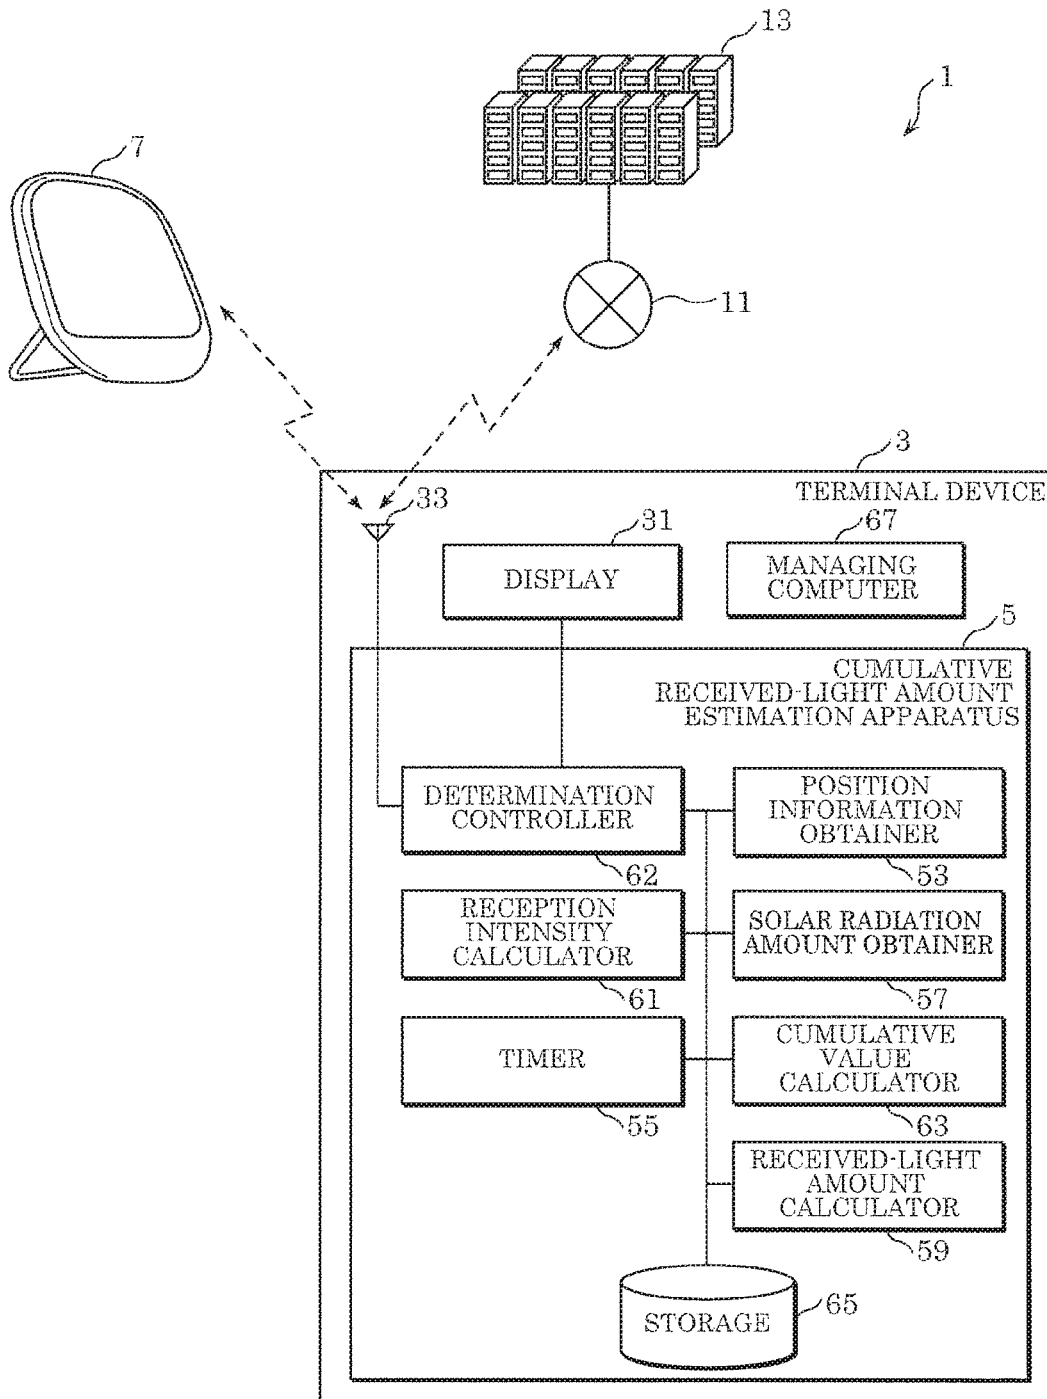 13
1
7
11
3
TERMINAL DEVICE
33
31
67
DISPLAY
MANAGING
COMPUTER
5
CUMULATIVE
RECEIVED-LIGHT AMOUNT
ESTIMATION APPARATUS
DETERMINATION
CONTROLLER
62
POSITION
INFORMATION
OBTAINER
53
RECEPTION
INTENSITY
CALCULATOR
61
SOLAR RADIATION
AMOUNT OBTAINER
57
TIMER
55
CUMULATIVE
VALUE
CALCULATOR
63
RECEIVED-LIGHT
AMOUNT
CALCULATOR
59
STORAGE
65